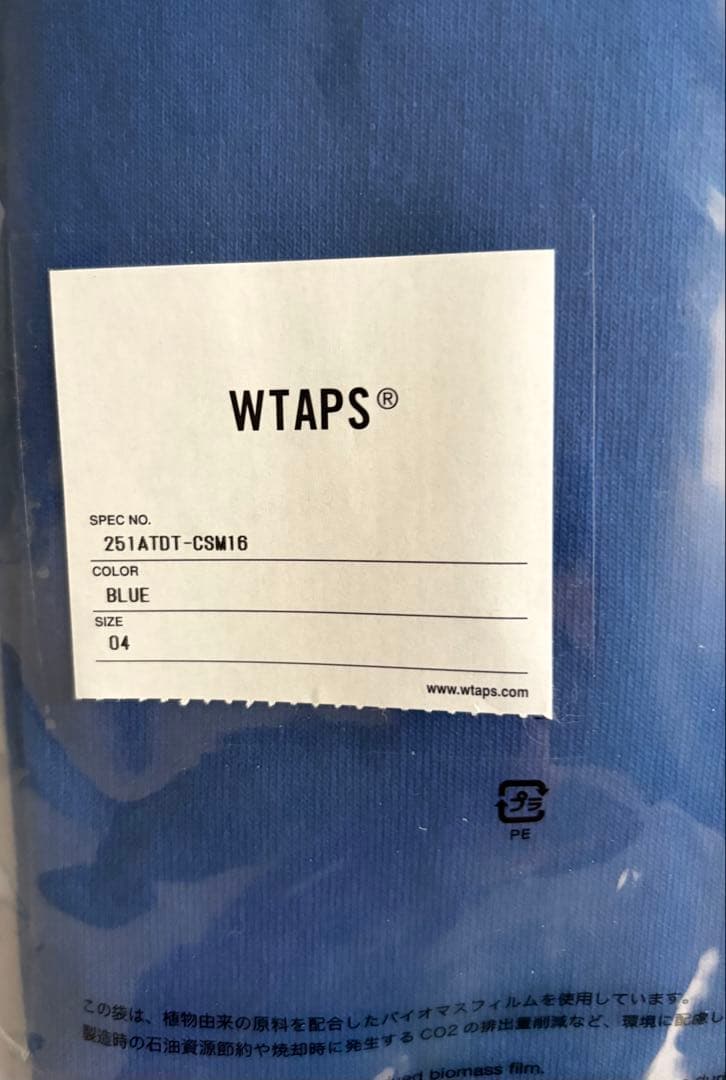 WTAPS®
SPEC NO.
251ATDT-CSM16
COLOR
BLUE
SIZE
04
www.wtaps.com
プラ
PE
この袋は、植物由来の原料を配合したバイオマスフィルムを使用しています。
製造時の石油資源節約や焼却時に発生するCO2の排出量削減など、環境に配慮し
biomass film.